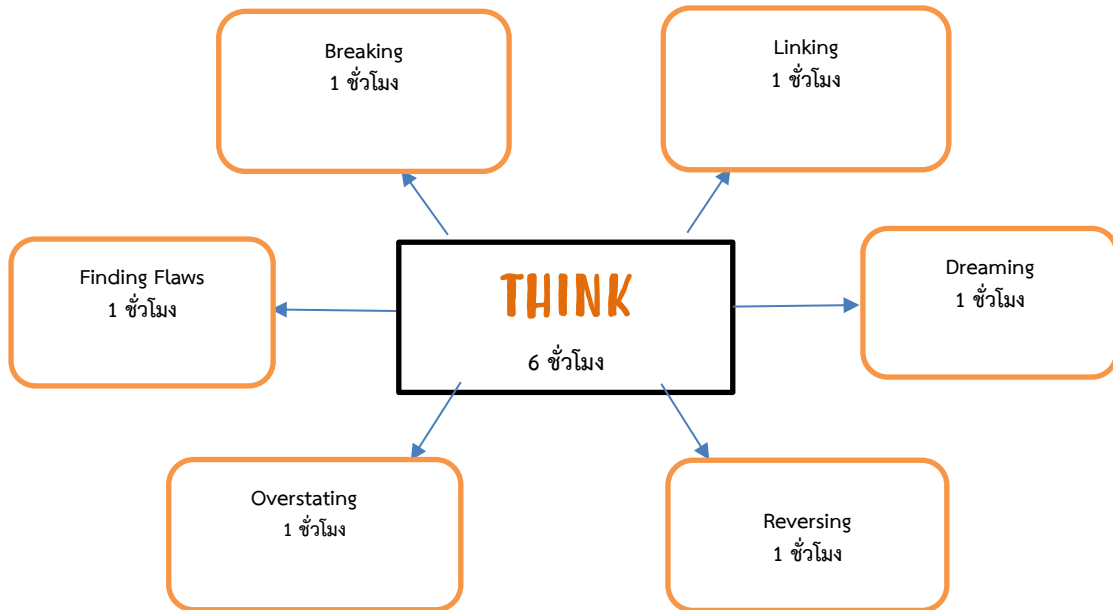 Breaking
1 ชั่วโมง
Linking
1 ชั่วโมง
Finding Flaws
1 ชั่วโมง
THINK
6 ชั่วโมง
Dreaming
1 ชั่วโมง
Overstating
1 ชั่วโมง
Reversing
1 ชั่วโมง